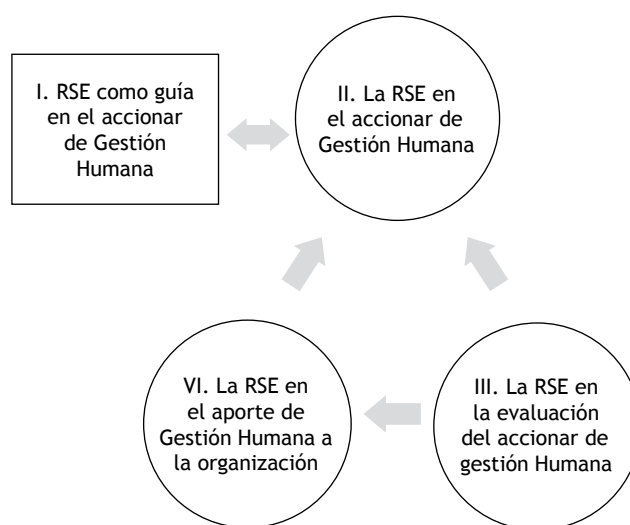 I. RSE como guía
en el accionar
de Gestión
Humana
II. La RSE en
el accionar de
Gestión Humana
VI. La RSE en
el aporte de
Gestión Humana a
la organización
III. La RSE en
la evaluación
del accionar de
gestión Humana